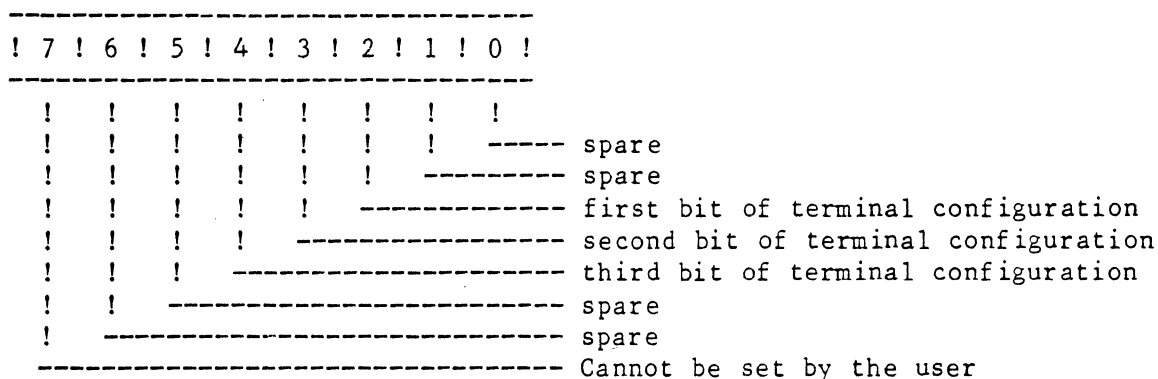 ---------------------------------
! 7 ! 6 ! 5 ! 4 ! 3 ! 2 ! 1 ! 0 !
---------------------------------
  !   !   !   !   !   !   !   !
  !   !   !   !   !   !   !   ----- spare
  !   !   !   !   !   !   --------- spare
  !   !   !   !   !   ------------- first bit of terminal configuration
  !   !   !   !   ----------------- second bit of terminal configuration
  !   !   !   --------------------- third bit of terminal configuration
  !   !   ------------------------- spare
  !   ----------------------------- spare
  --------------------------------- Cannot be set by the user